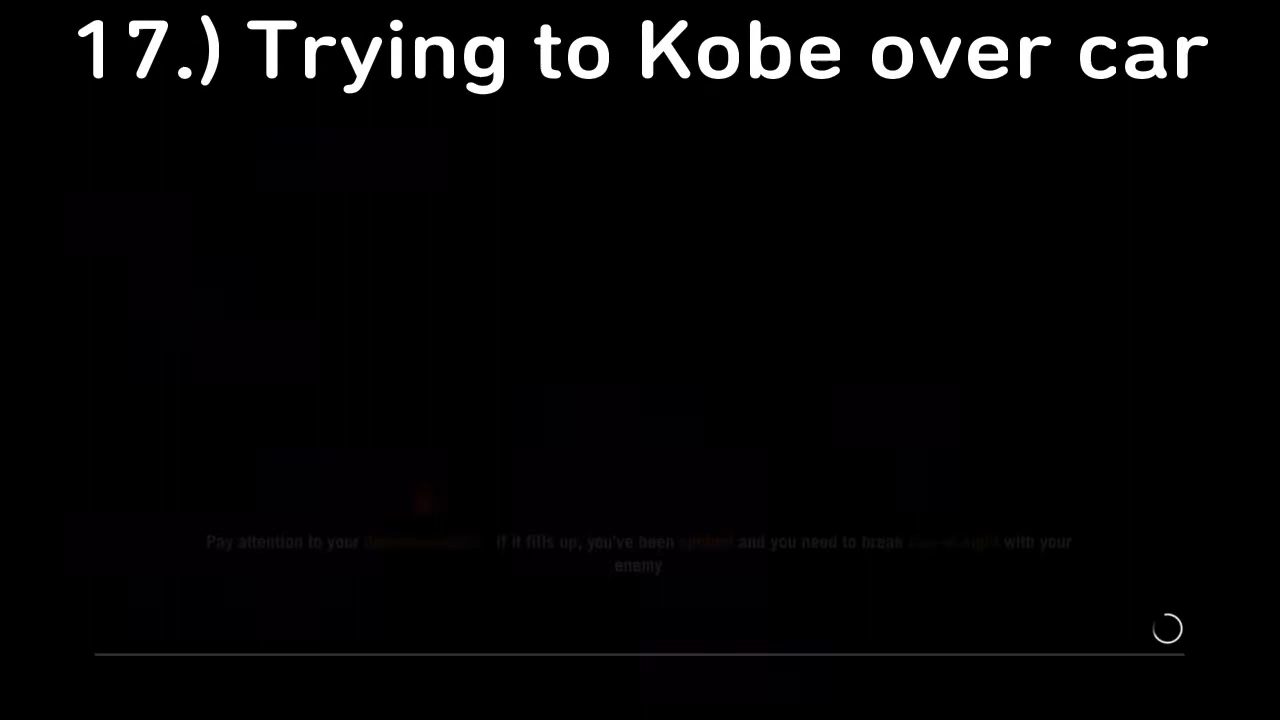 17.) Trying to Kobe over car
Pay attention to your if it fills up, you've been spotted and you need to break with your
enemy